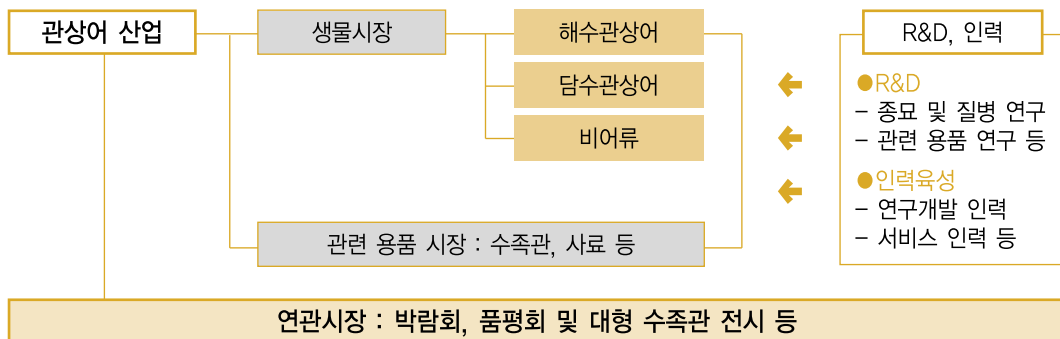 관상어 산업
생물시장
해수관상어
담수관상어
비어류
관련 용품 시장 : 수족관, 사료 등
R&D, 인력
●R&D
– 종묘 및 질병 연구
– 관련 용품 연구 등
●인력육성
– 연구개발 인력
– 서비스 인력 등
연관시장 : 박람회, 품평회 및 대형 수족관 전시 등